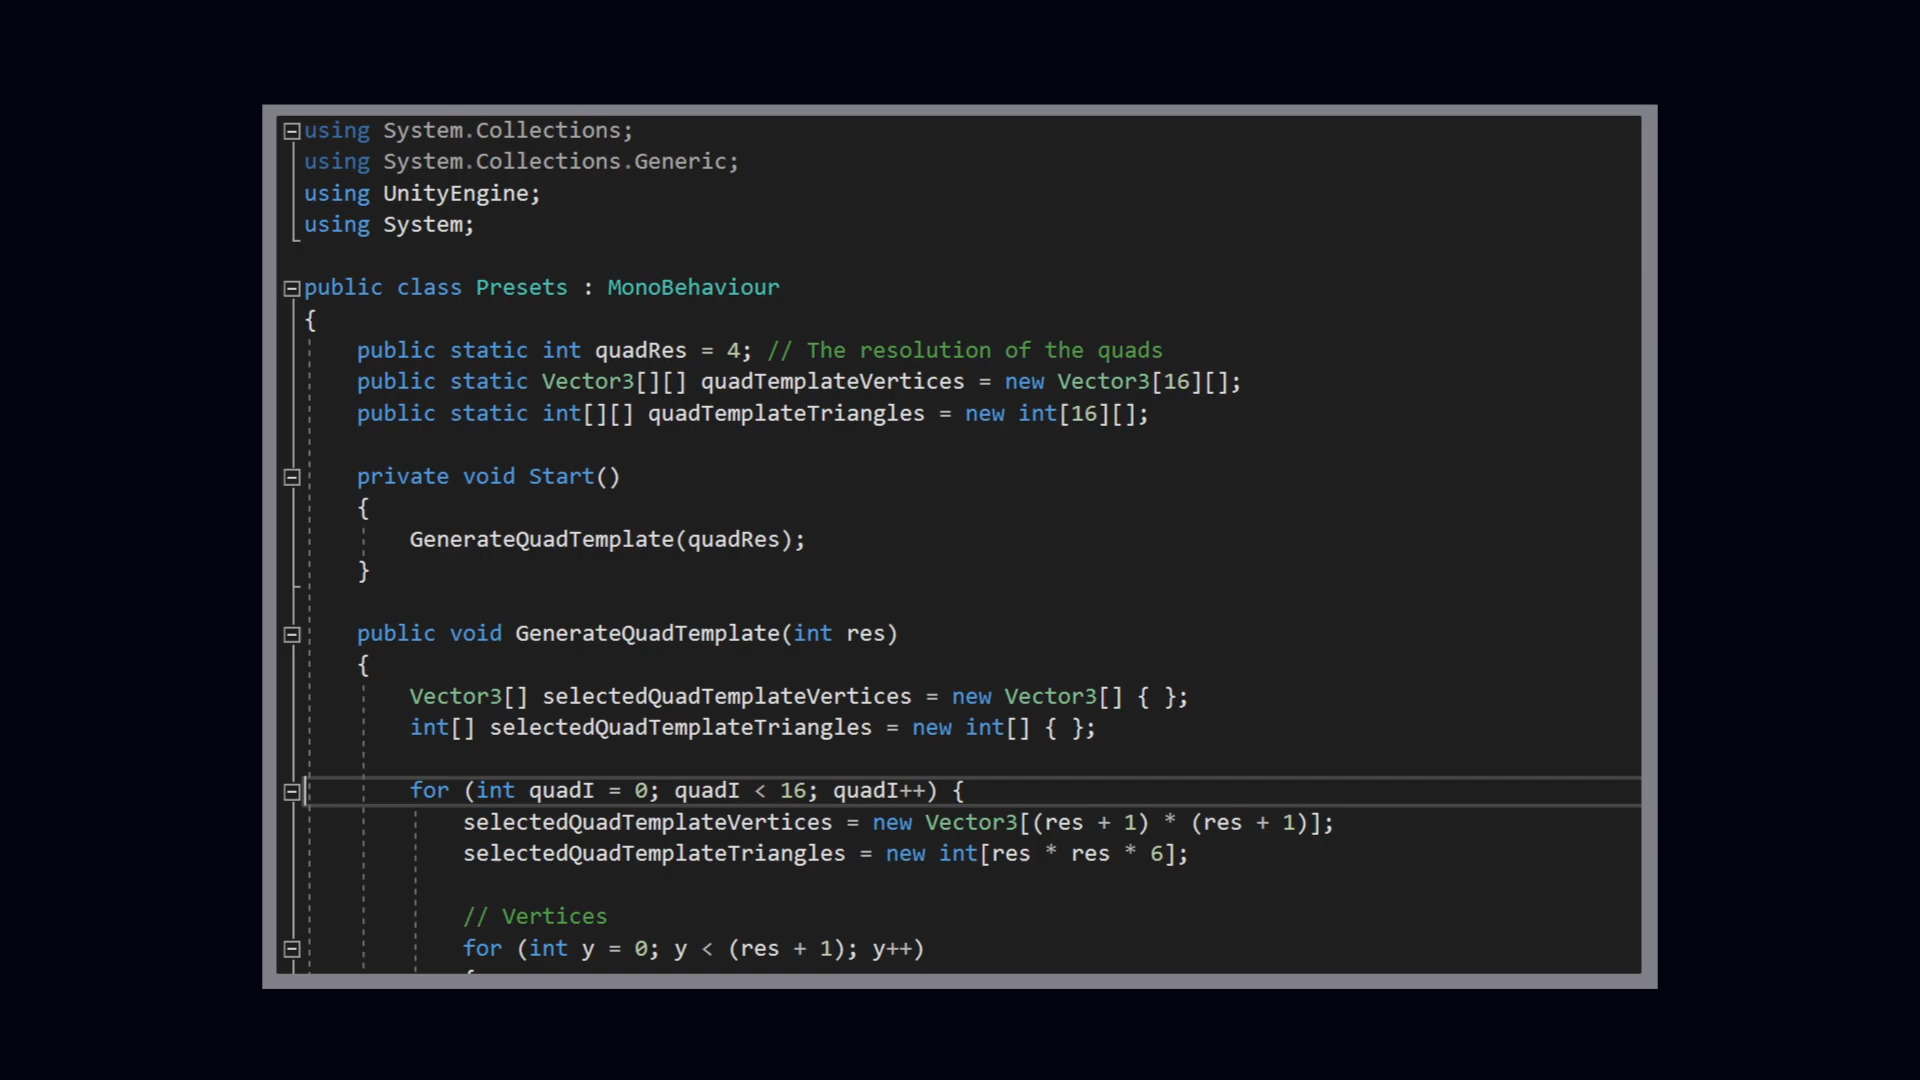 using System.Collections;
using System.Collections.Generic;
using UnityEngine;
using System;
public class Presets : MonoBehaviour
{
public static int quadRes = 4; // The resolution of the quads
public static Vector3[][] quadTemplateVertices = new Vector3[16][];
public static int[][] quadTemplateTriangles = new int[16][];
private void Start()
{
GenerateQuadTemplate(quadRes);
}
public void GenerateQuadTemplate(int res)
{
Vector3[] selectedQuadTemplateVertices = new Vector3[] { };
int[] selectedQuadTemplateTriangles = new int[] { };
for (int quadI = 0; quadI < 16; quadI++) {
selectedQuadTemplateVertices = new Vector3[(res + 1) * (res + 1)];
selectedQuadTemplateTriangles = new int[res * res * 6];
// Vertices
for (int y = 0; y < (res + 1); y++)